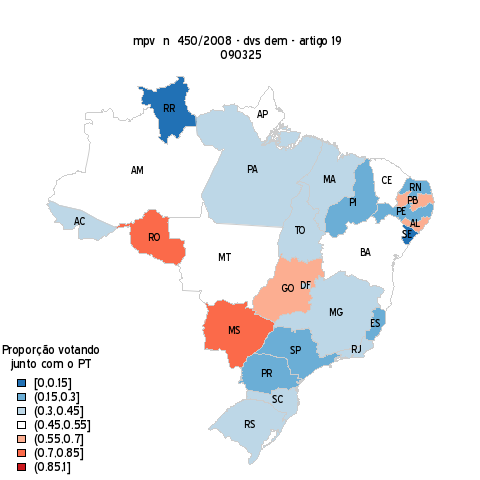 mpv n 450/2008 - dvs dem - artigo 19
090325
RR
AP
AM
PA
MA
CE
RN
PB
PI
PE
AL
SE
AC
RO
TO
BA
MT
GO
DF
MG
MS
ES
SP
RJ
PR
SC
RS
Proporção votando
junto com o PT
[0,0.15]
(0.15,0.3]
(0.3,0.45]
(0.45,0.55]
(0.55,0.7]
(0.7,0.85]
(0.85,1]